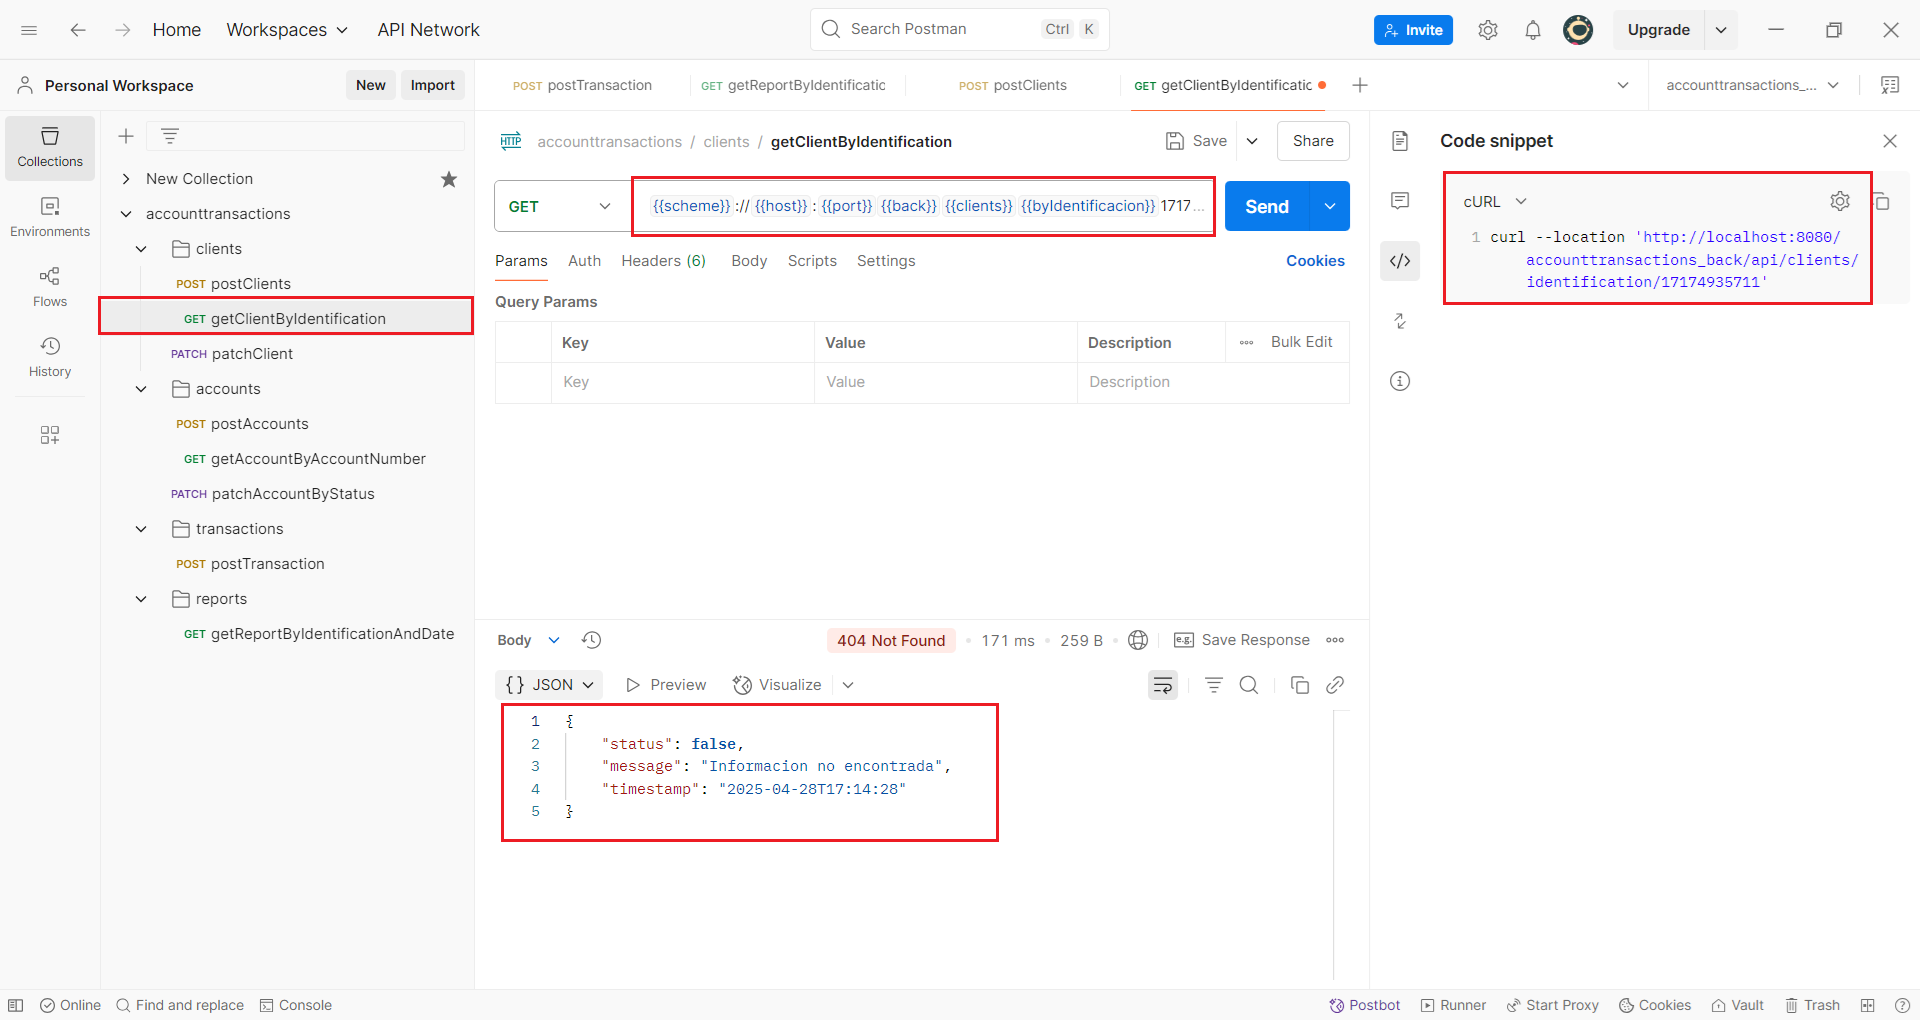 Home
Workspaces
API Network
Search Postman
Ctrl
K
Invite
Upgrade
Personal Workspace
New
Import
POST postTransaction
GET getReportByIdentificatic
POST postClients
GET getClientByIdentificatic
accounttransactions_...
Collections
Environments
Flows
History
New Collection
accounttransactions
clients
POST postClients
GET getClientByIdentification
PATCH patchClient
accounts
POST postAccounts
GET getAccountByAccountNumber
PATCH patchAccountByStatus
transactions
POST postTransaction
reports
GET getReportByIdentificationAndDate
HTTP
accounttransactions / clients / getClientByIdentification
Save
Share
GET
{{scheme}}://{{host}}:{{port}}{{back}}{{clients}}{{byIdentificacion}}1717...
Send
Params
Auth
Headers (6)
Body
Scripts
Settings
Cookies
Query Params
Key
Value
Description
Bulk Edit
Key
Value
Description
Body
404 Not Found
171 ms
259 B
e.g.
Save Response
{} JSON
Preview
Visualize
1 {
2 "status": false,
3 "message": "Informacion no encontrada",
4 "timestamp": "2025-04-28T17:14:28"
5 }
Code snippet
cURL
1 curl --location 'http://localhost:8080/
accounttransactions_back/api/clients/
identification/17174935711'
Online
Find and replace
Console
Postbot
Runner
Start Proxy
Cookies
Vault
Trash